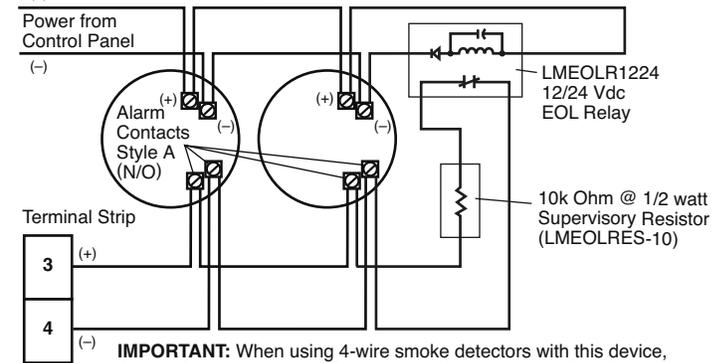 Power from
Control Panel
(–)
(+)
(–)
(+)
(–)
Alarm
Contacts
Style A
(N/O)
LMEOLR1224
12/24 Vdc
EOL Relay
10k Ohm @ 1/2 watt
Supervisory Resistor
(LMEOLRES-10)
Terminal Strip
3
(+)
4
(–)
IMPORTANT: When using 4-wire smoke detectors with this device,